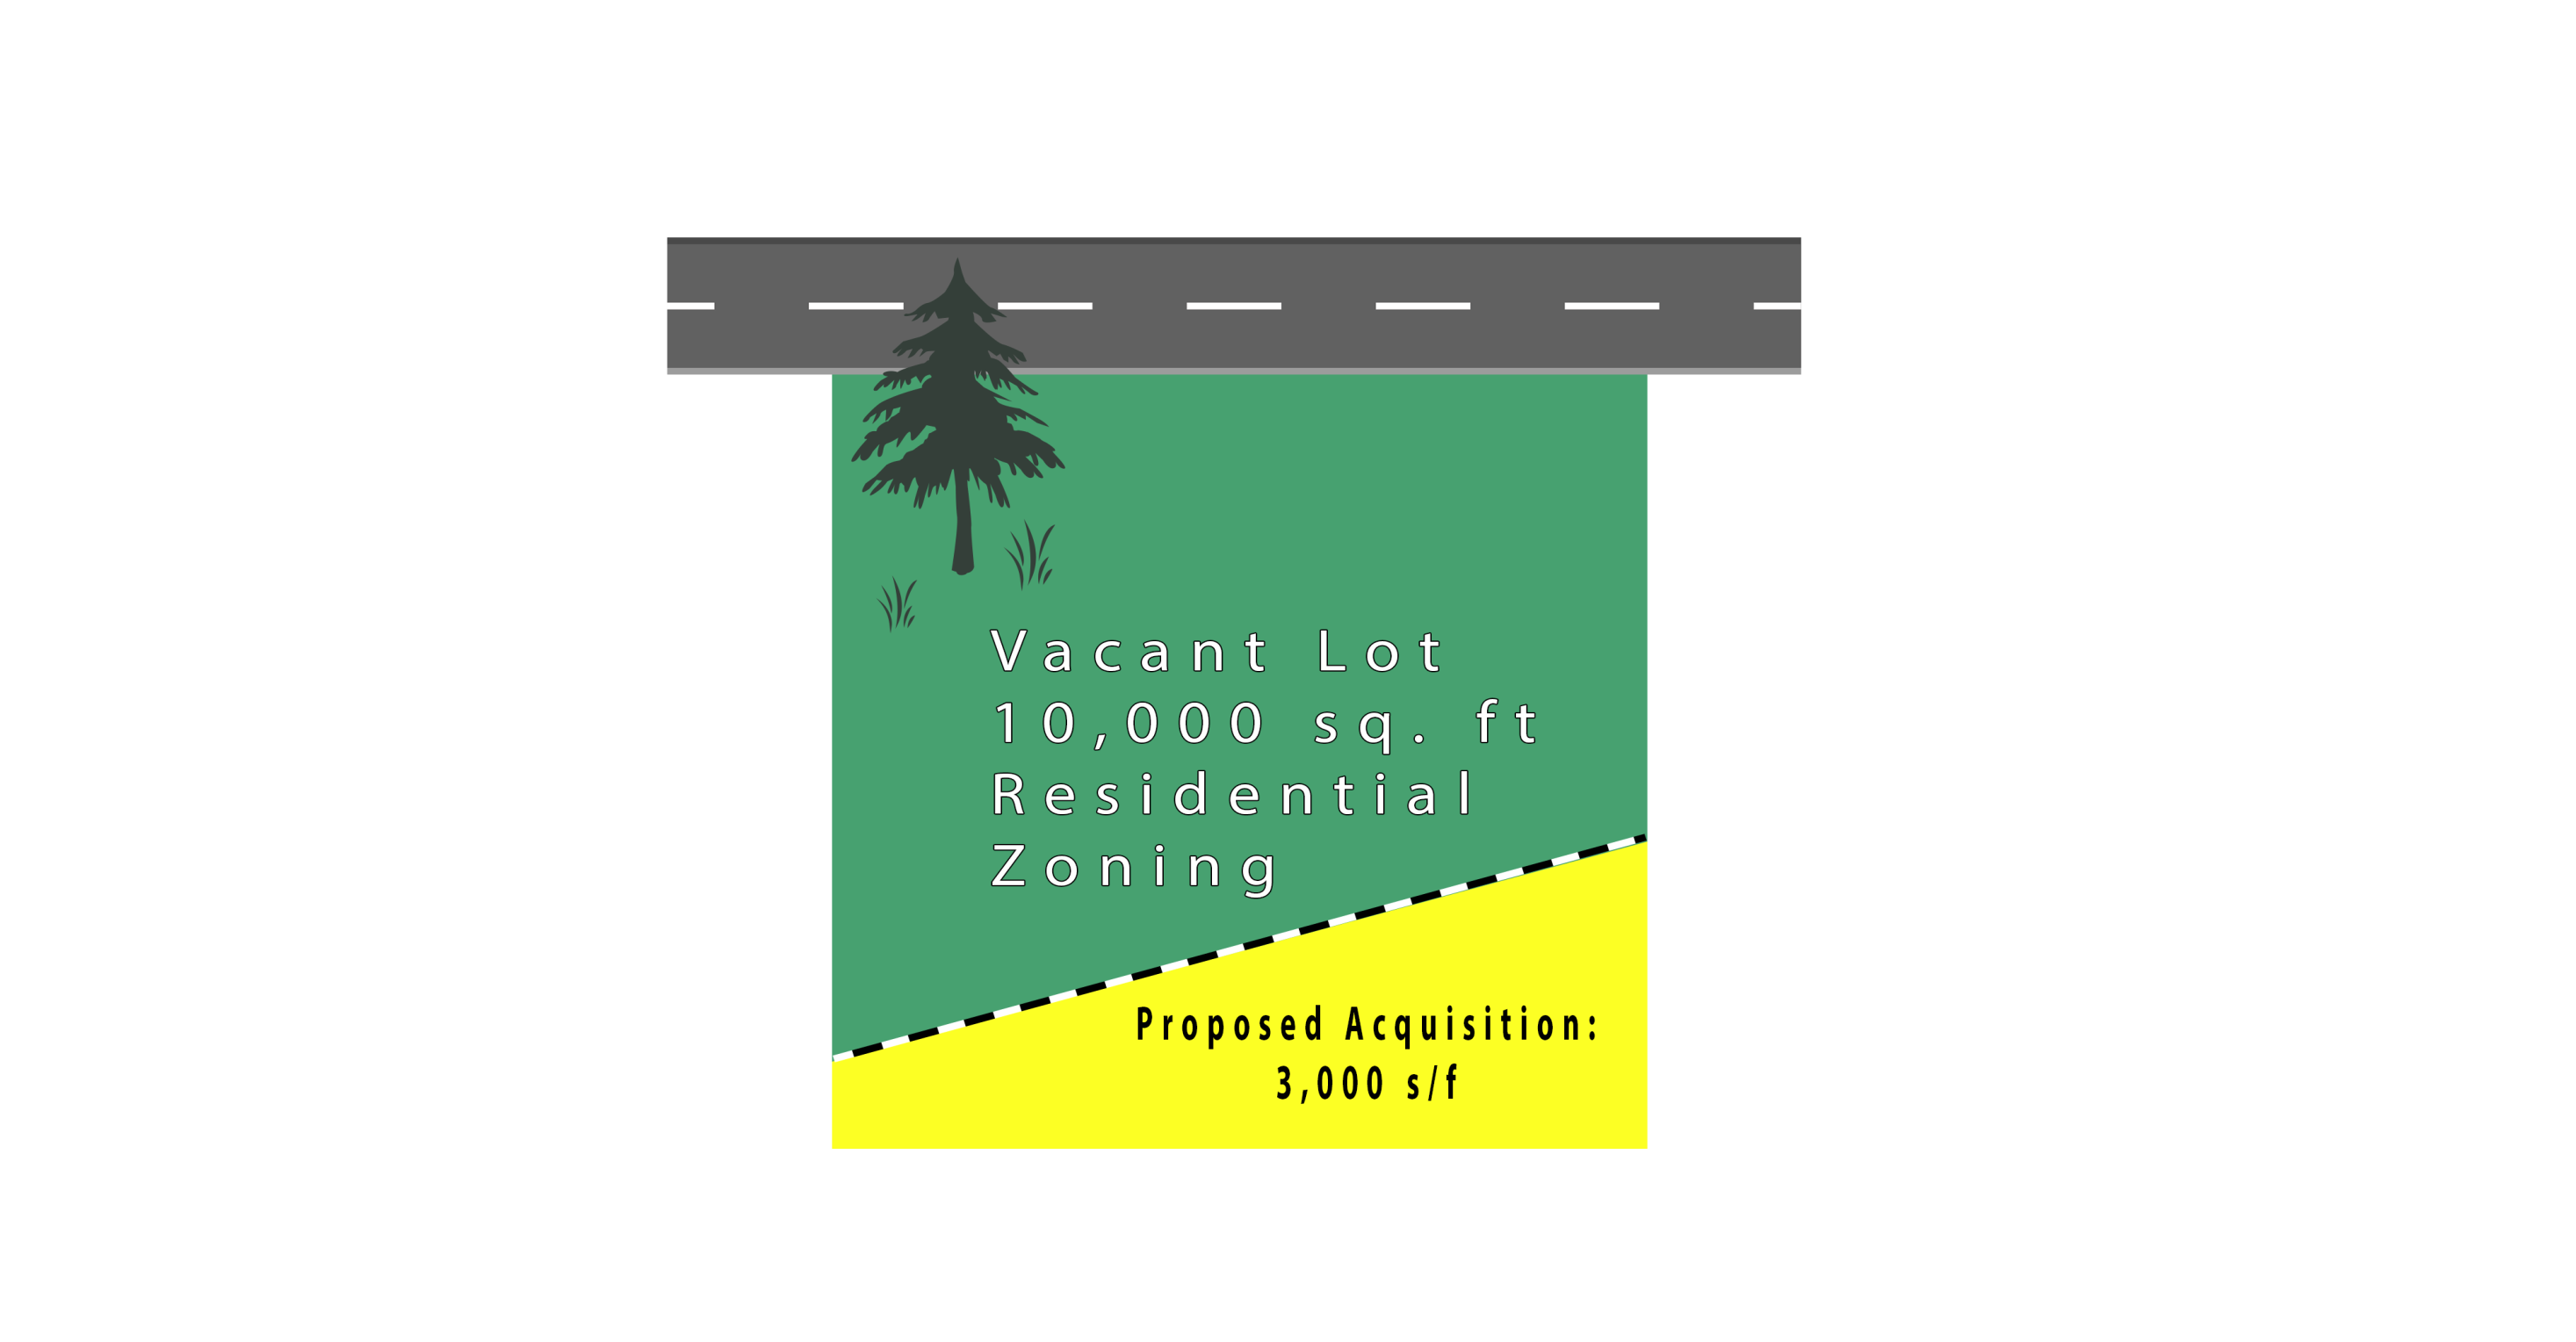 Vacant Lot
10,000 sq. ft
Residential
Zoning
Proposed Acquisition:
3,000 s/f